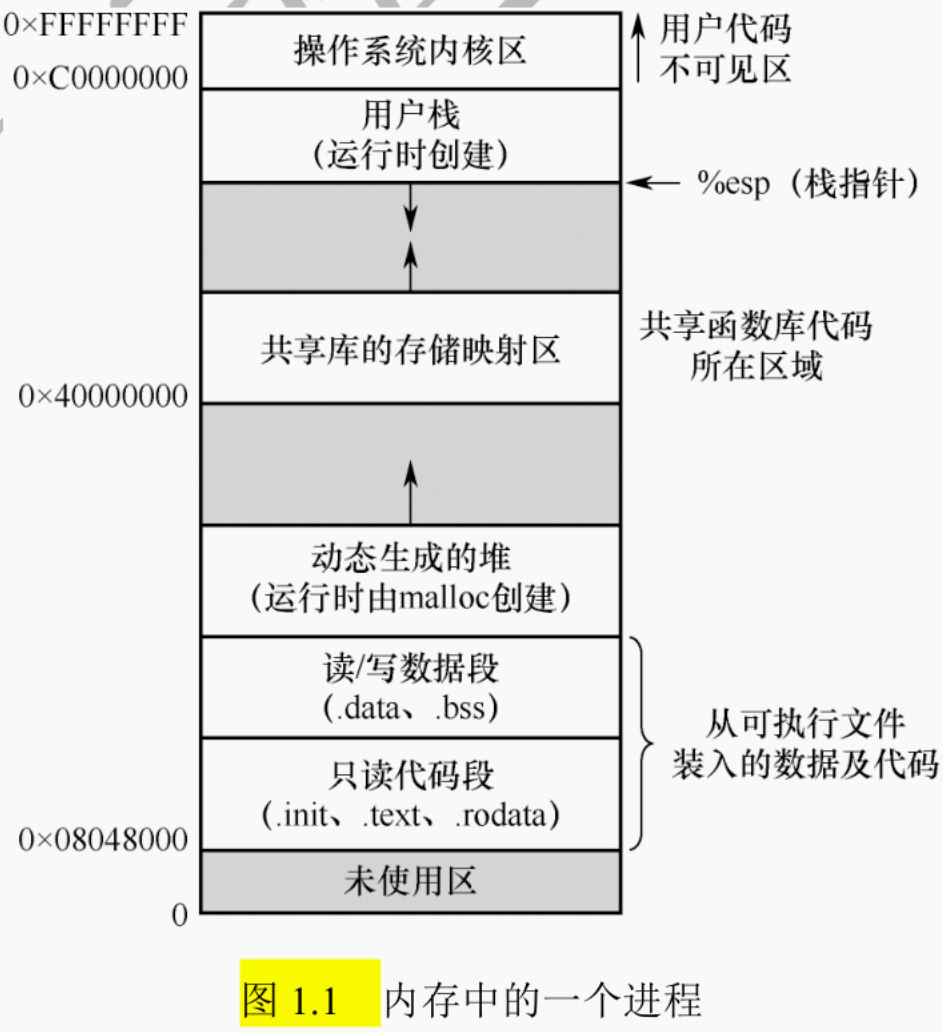 0×FFFFFFFF
操作系统内核区
用户代码
不可见区
0×C0000000
用户栈
(运行时创建)
%esp（栈指针）
共享库的存储映射区
共享函数库代码
所在区域
0×40000000
动态生成的堆
(运行时由malloc创建)
读/写数据段
(.data、.bss)
从可执行文件
装入的数据及代码
只读代码段
(.init、.text、.rodata)
0×08048000
未使用区
0
图 1.1 内存中的一个进程